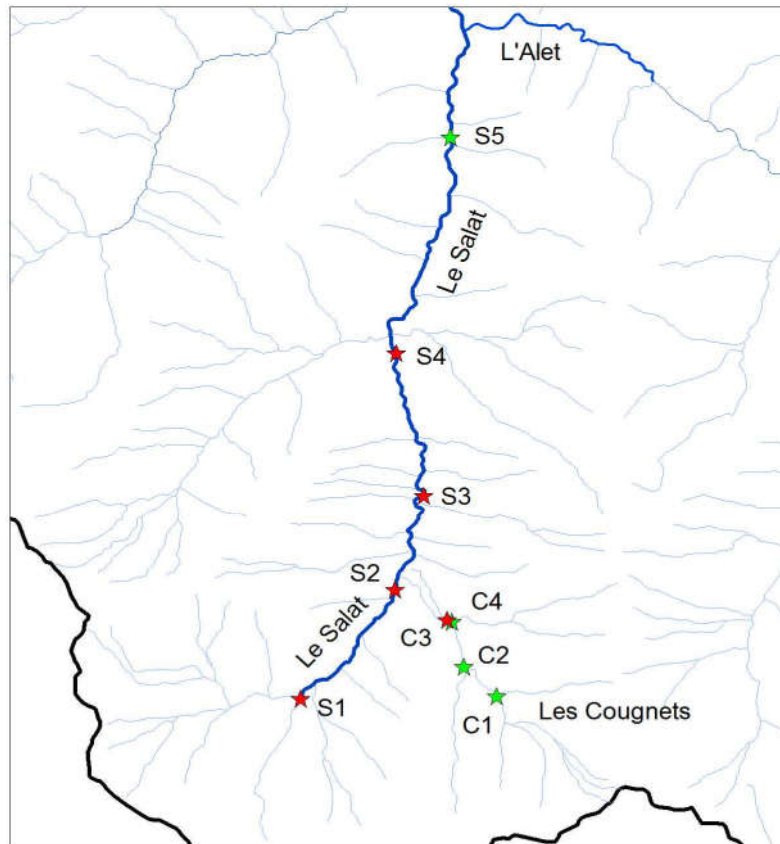 L'Alet
S5
Le Salat
S4
S3
S2
C4
C3
Le Salat
C2
S1
C1
Les Cougnets